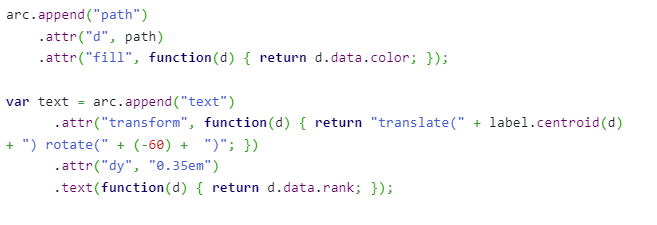 arc.append("path")
.attr("d", path)
.attr("fill", function(d) { return d.data.color; });
var text = arc.append("text")
.attr("transform", function(d) { return "translate(" + label.centroid(d)
+ ") rotate(" + (-60) +  ")"; })
.attr("dy", "0.35em")
.text(function(d) { return d.data.rank; });